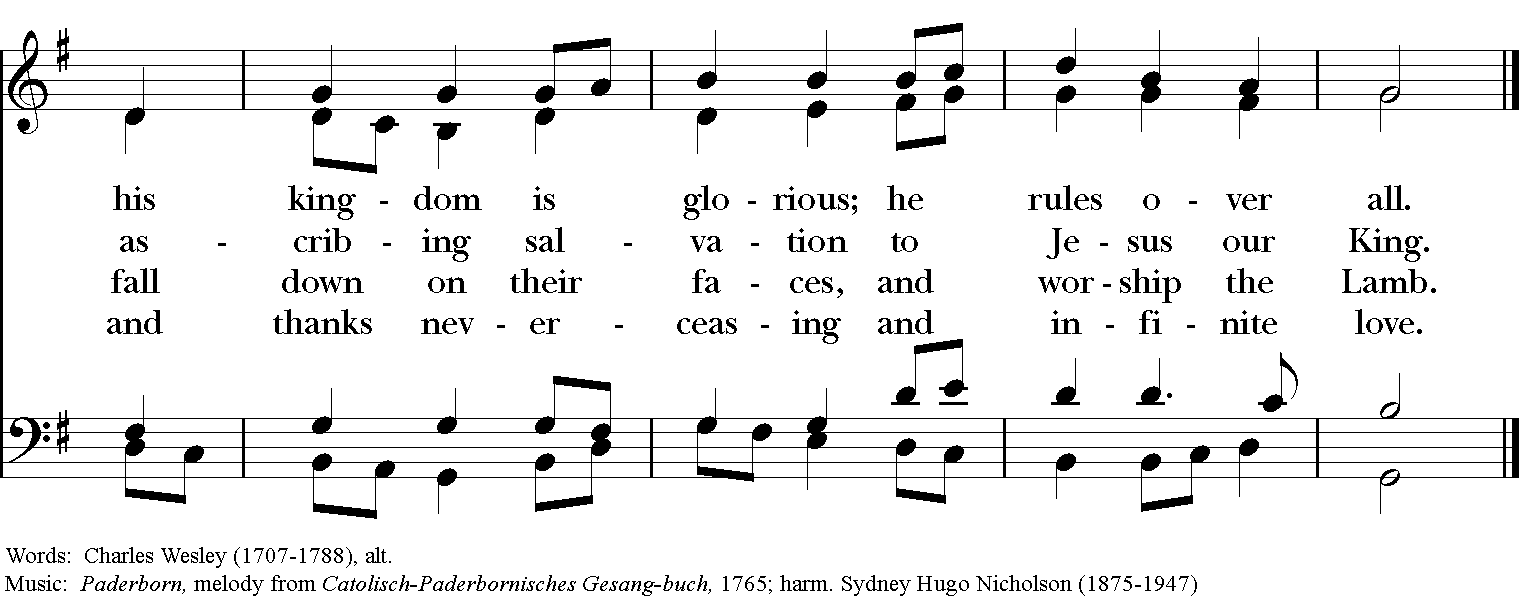 his king - dom is glo - rious; he rules o - ver all.
as - crib - ing sal - va - tion to Je - sus our King.
fall down on their fa - ces, and wor - ship the Lamb.
and thanks nev - er - ceas - ing and in - fi - nite love.
Words: Charles Wesley (1707-1788), alt.
Music: Paderborn, melody from Catolisch-Paderbornisches Gesang-buch, 1765; harm. Sydney Hugo Nicholson (1875-1947)